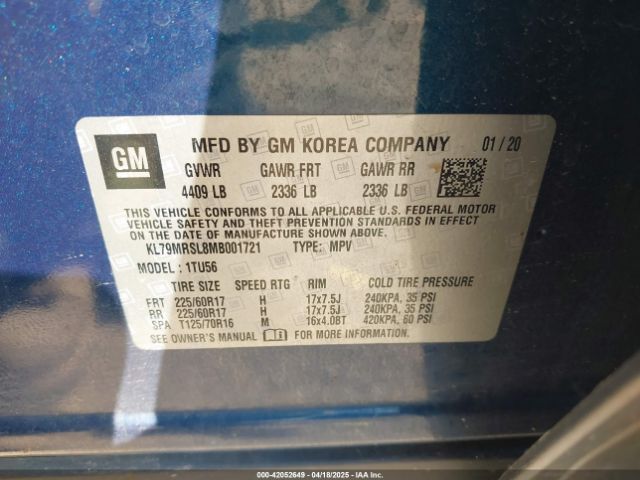 GM MFD BY GM KOREA COMPANY 01 / 20
GVWR GAWR FRT GAWR RR
4409 LB 2336 LB 2336 LB
THIS VEHICLE CONFORMS TO ALL APPLICABLE U.S. FEDERAL MOTOR
VEHICLE SAFETY AND THEFT PREVENTION STANDARDS IN EFFECT
ON THE DATE OF MANUFACTURE SHOWN ABOVE.
KL79MRSL8MB001721 TYPE: MPV
MODEL : 1TU56
TIRE SIZE SPEED RTG RIM COLD TIRE PRESSURE
FRT 225/60R17 H 17x7.5J 240KPA, 35 PSI
RR 225/60R17 H 17x7.5J 240KPA, 35 PSI
SPA T125/70R16 M 16x4.0BT 420KPA, 60 PSI
SEE OWNER'S MANUAL FOR MORE INFORMATION.
000-42052649 - 04/18/2025 - IAAI.COM